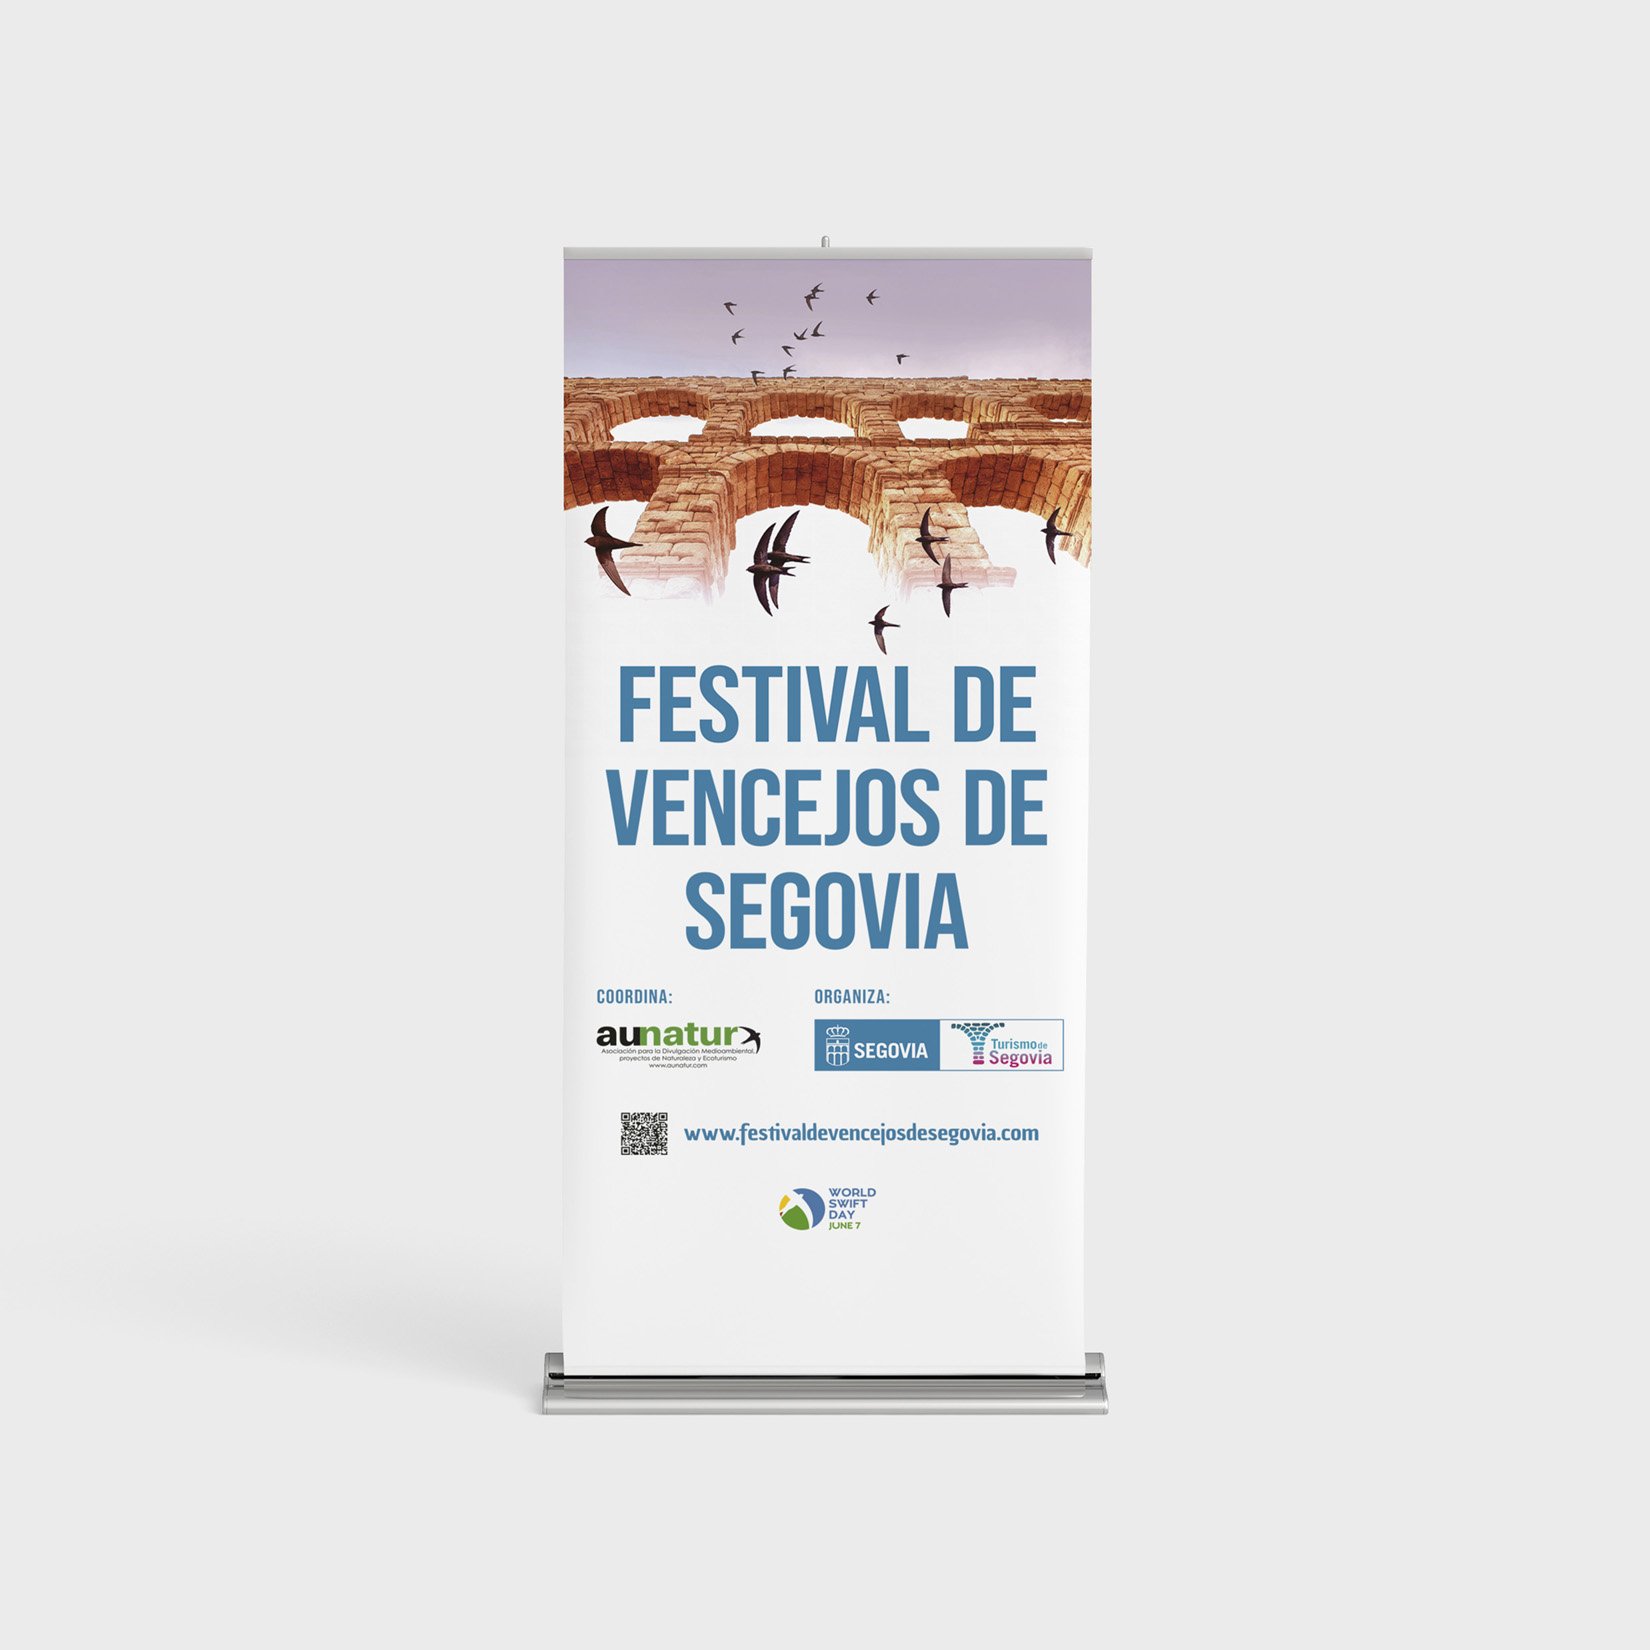 FESTIVAL DE
VENCEJOS DE
SEGOVIA
COORDINA:
ORGANIZA:
aunatur
Asociación para la Divulgación Medioambiental,
proyectos de Naturaleza y Ecoturismo
www.aunatur.com
SEGOVIA
Turismo de
Segovia
www.festivaldevencejosdesegovia.com
WORLD
SWIFT
DAY
JUNE 7